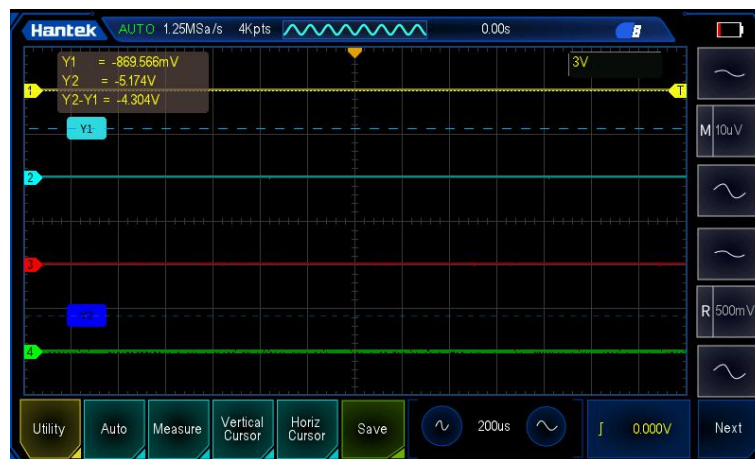 Hantek AUTO 1.25MSa/s 4Kpts 0.00s
Y1 = -869.566mV
Y2 = -5.174V
Y2-Y1 = -4.304V
3V
1
T
Y1
M 10uV
2
3
R 500mV
Y2
4
Utility Auto Measure Vertical Cursor Horiz Cursor Save 200us 0.000V Next